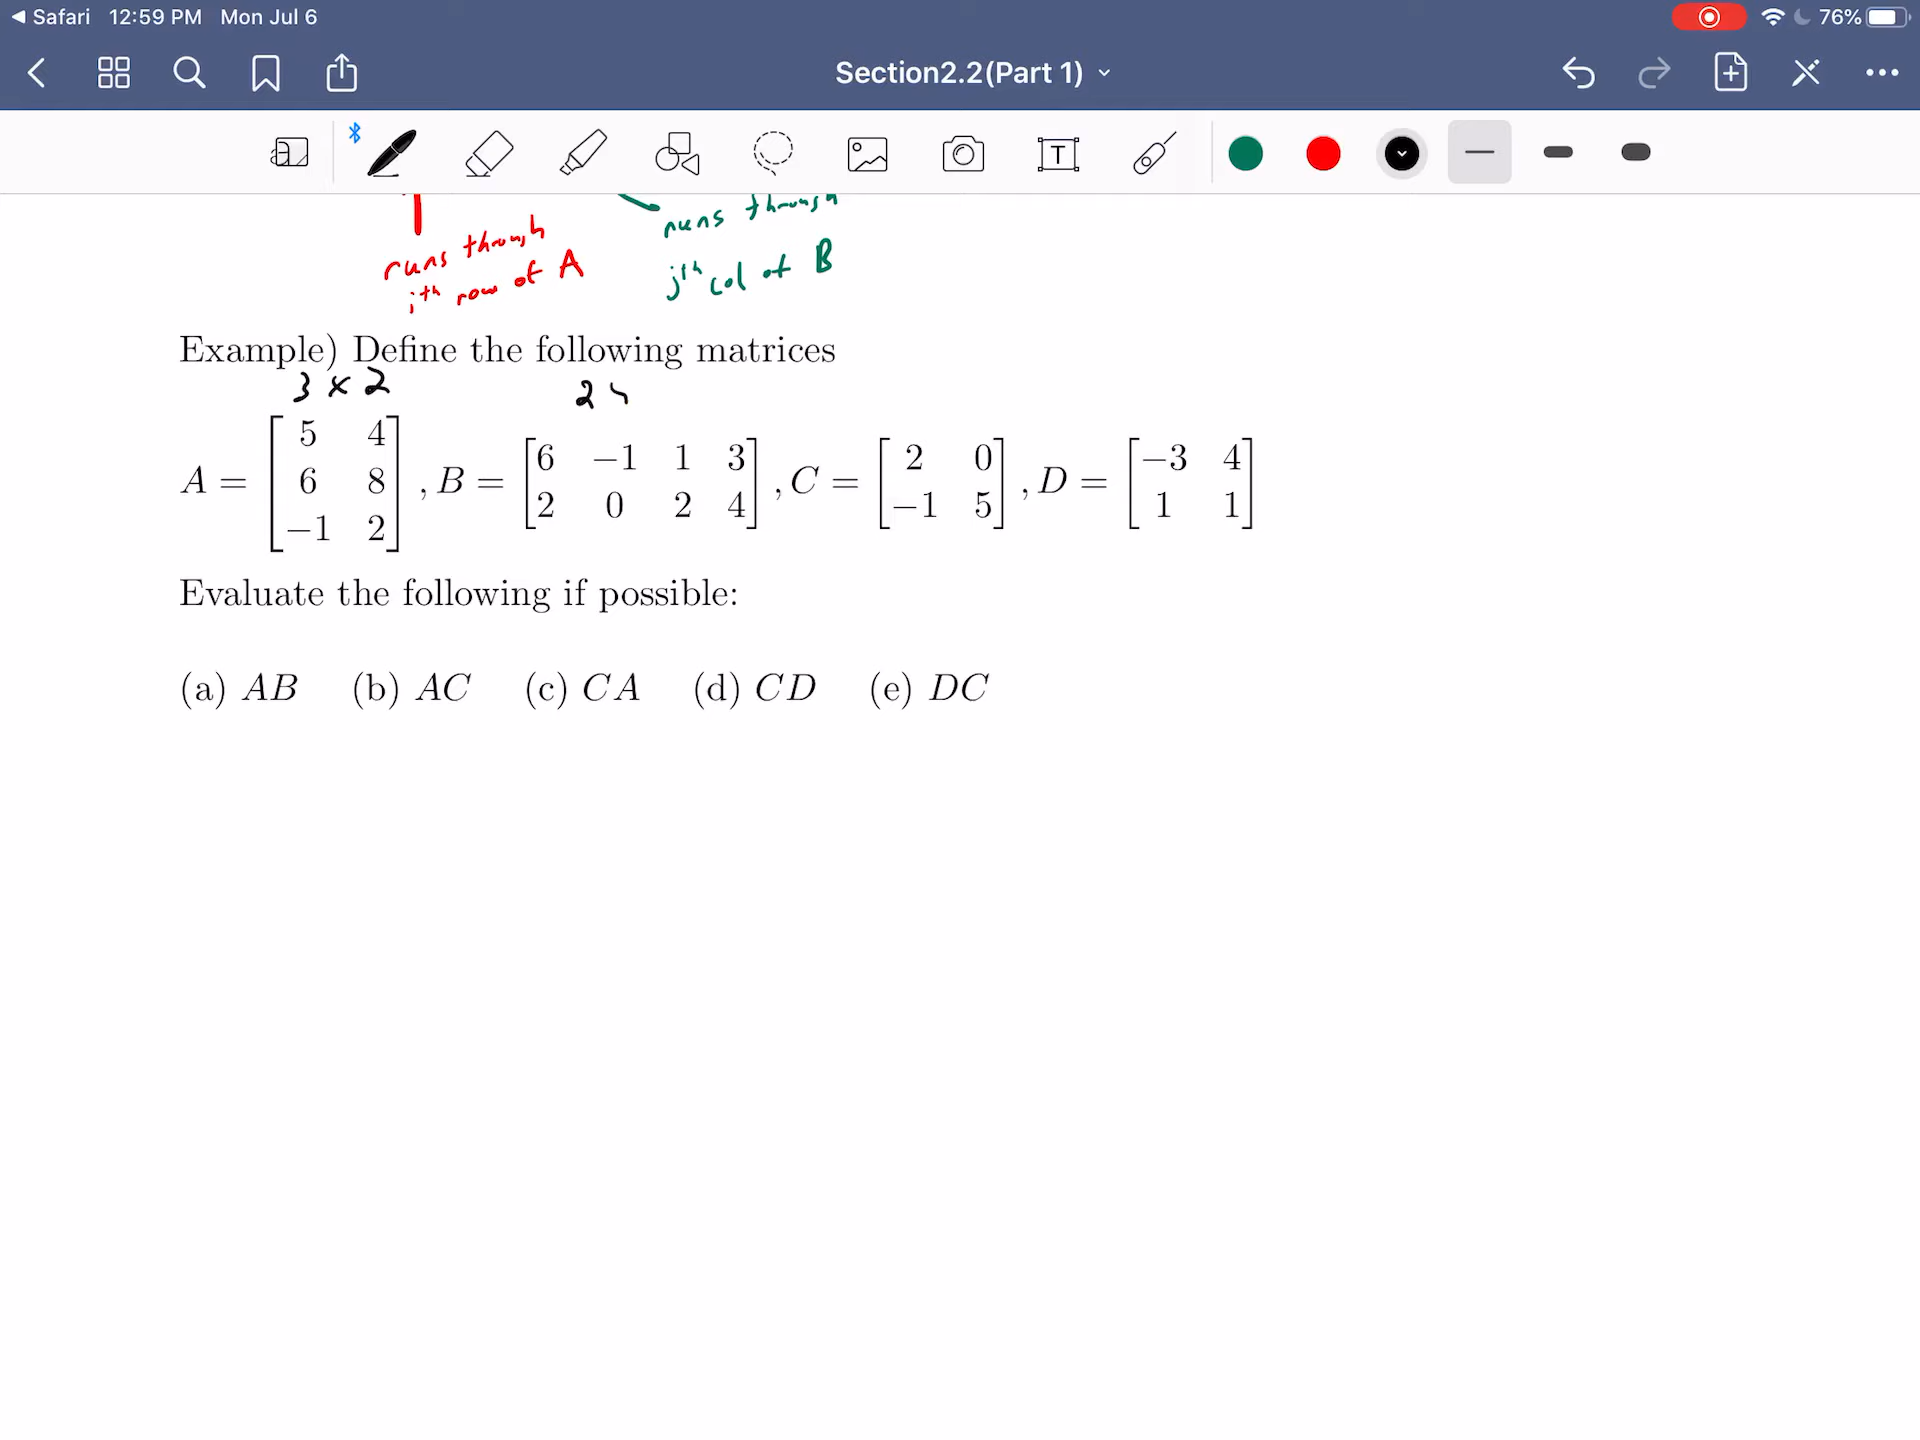 Safari 12:59 PM Mon Jul 6 76%
Section2.2(Part 1)
a T
runs through
ith row of A
runs through
jth col of B
Example) Define the following matrices
3 × 2 2
A = [5 4; 6 8; −1 2], B = [6 −1 1 3; 2 0 2 4], C = [2 0; −1 5], D = [−3 4; 1 1]
Evaluate the following if possible:
(a) AB (b) AC (c) CA (d) CD (e) DC